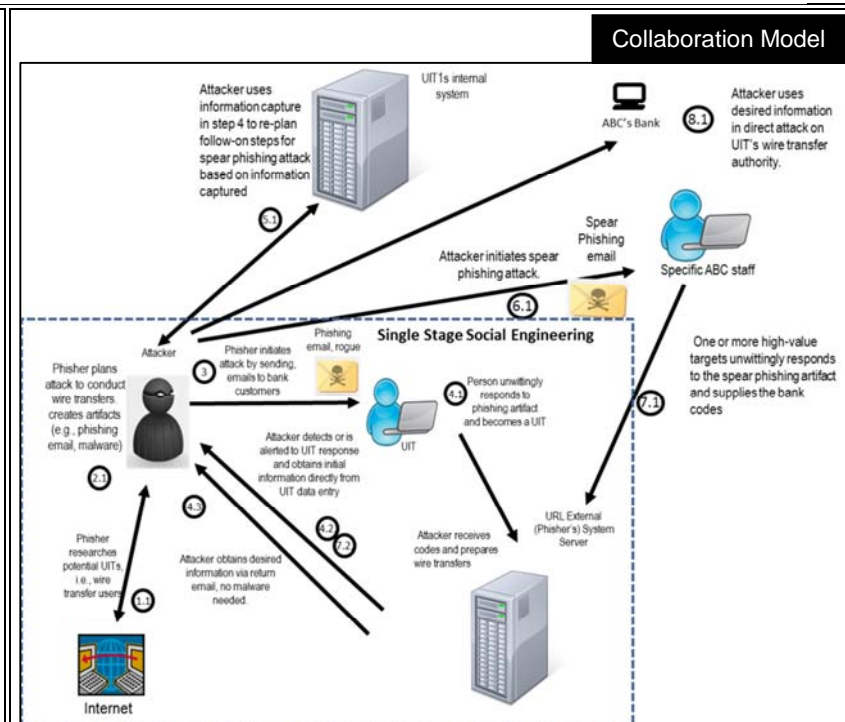 Collaboration Model
Attacker uses
information capture
in step 4 to re-plan
follow-on steps for
spear phishing attack
based on information
captured
UIT1s internal
system
ABC's Bank
8.1
Attacker uses
desired information
in direct attack on
UIT's wire transfer
authority.
5.1
Spear
Phishing
email
Specific ABC staff
Attacker initiates spear
phishing attack.
6.1
Single Stage Social Engineering
Attacker
Phisher plans
attack to conduct
wire transfers.
creates artifacts
(e.g., phishing
email, malware)
2.1
3
Phisher initiates
attack by sending,
emails to bank
customers
Phishing
email, rogue
UIT
4.1
Person unwittingly
responds to
phishing artifact
and becomes a UIT
One or more high-value
targets unwittingly responds
to the spear phishing artifact
and supplies the bank
codes
7.1
Attacker detects or is
alerted to UIT response
and obtains initial
information directly from
UIT data entry
4.3
4.2
7.2
URL External
(Phisher's) System
Server
Attacker receives
codes and prepares
wire transfers
Phisher
researches
potential UITs,
i.e., wire
transfer users
1.1
Attacker obtains desired
information via return
email, no malware
needed.
Internet